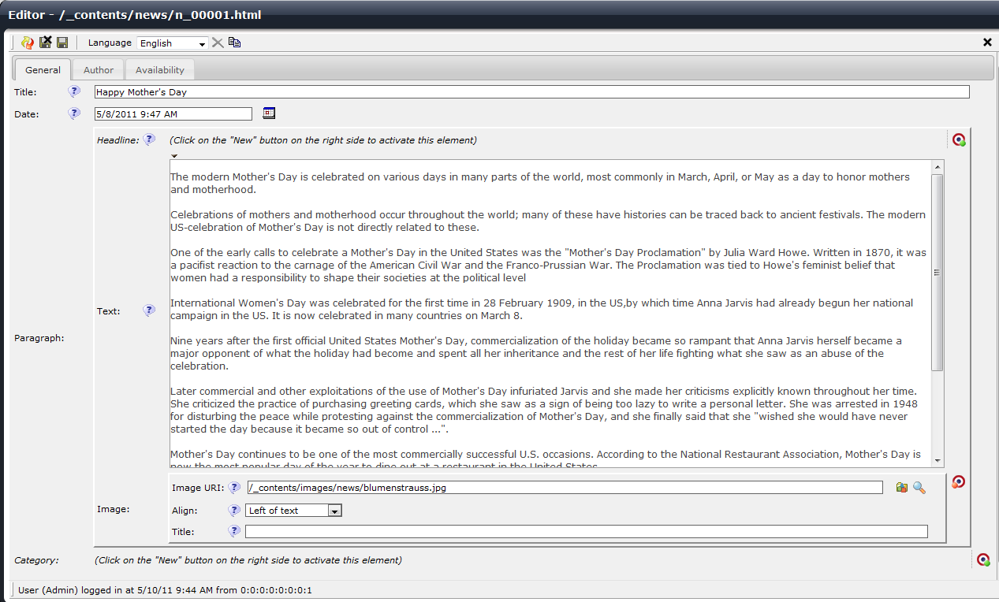 Editor - /_contents/news/n_00001.html
Language English
General Author Availability
Title: Happy Mother's Day
Date: 5/8/2011 9:47 AM
Headline: (Click on the "New" button on the right side to activate this element)
The modern Mother's Day is celebrated on various days in many parts of the world, most commonly in March, April, or May as a day to honor mothers
and motherhood.
Celebrations of mothers and motherhood occur throughout the world; many of these have histories can be traced back to ancient festivals. The modern
US-celebration of Mother's Day is not directly related to these.
One of the early calls to celebrate a Mother's Day in the United States was the "Mother's Day Proclamation" by Julia Ward Howe. Written in 1870, it was
a pacifist reaction to the carnage of the American Civil War and the Franco-Prussian War. The Proclamation was tied to Howe's feminist belief that
women had a responsibility to shape their societies at the political level
Text:
International Women's Day was celebrated for the first time in 28 February 1909, in the US,by which time Anna Jarvis had already begun her national
campaign in the US. It is now celebrated in many countries on March 8.
Paragraph:
Nine years after the first official United States Mother's Day, commercialization of the holiday became so rampant that Anna Jarvis herself became a
major opponent of what the holiday had become and spent all her inheritance and the rest of her life fighting what she saw as an abuse of the
celebration.
Later commercial and other exploitations of the use of Mother's Day infuriated Jarvis and she made her criticisms explicitly known throughout her time.
She criticized the practice of purchasing greeting cards, which she saw as a sign of being too lazy to write a personal letter. She was arrested in 1948
for disturbing the peace while protesting against the commercialization of Mother's Day, and she finally said that she "wished she would have never
started the day because it became so out of control ...".
Mother's Day continues to be one of the most commercially successful U.S. occasions. According to the National Restaurant Association, Mother's Day is
now the most popular day of the year to dine out at a restaurant in the United States.
Image:
Image URI: /_contents/images/news/blumenstrauss.jpg
Align: Left of text
Title:
Category: (Click on the "New" button on the right side to activate this element)
User (Admin) logged in at 5/10/11 9:44 AM from 0:0:0:0:0:0:0:1